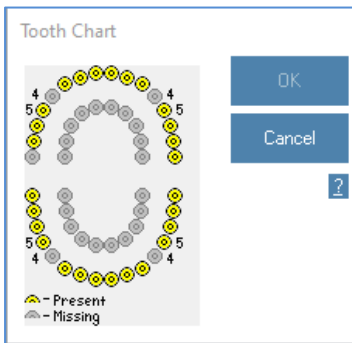 Tooth Chart
OK
4 4
5 5
Cancel
?
5 5
4 4
- Present
- Missing